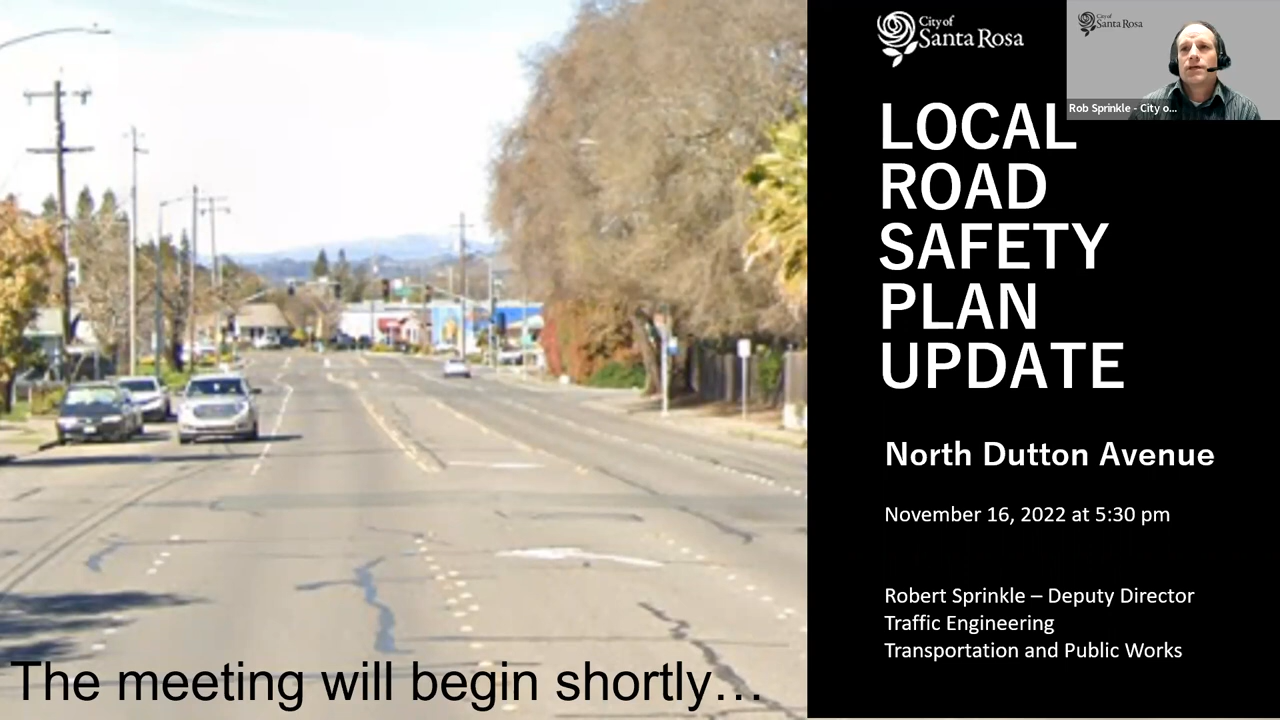 City of
Santa Rosa
City of
Santa Rosa
Rob Sprinkle - City o...
LOCAL
ROAD
SAFETY
PLAN
UPDATE
North Dutton Avenue
November 16, 2022 at 5:30 pm
Robert Sprinkle – Deputy Director
Traffic Engineering
Transportation and Public Works
The meeting will begin shortly...